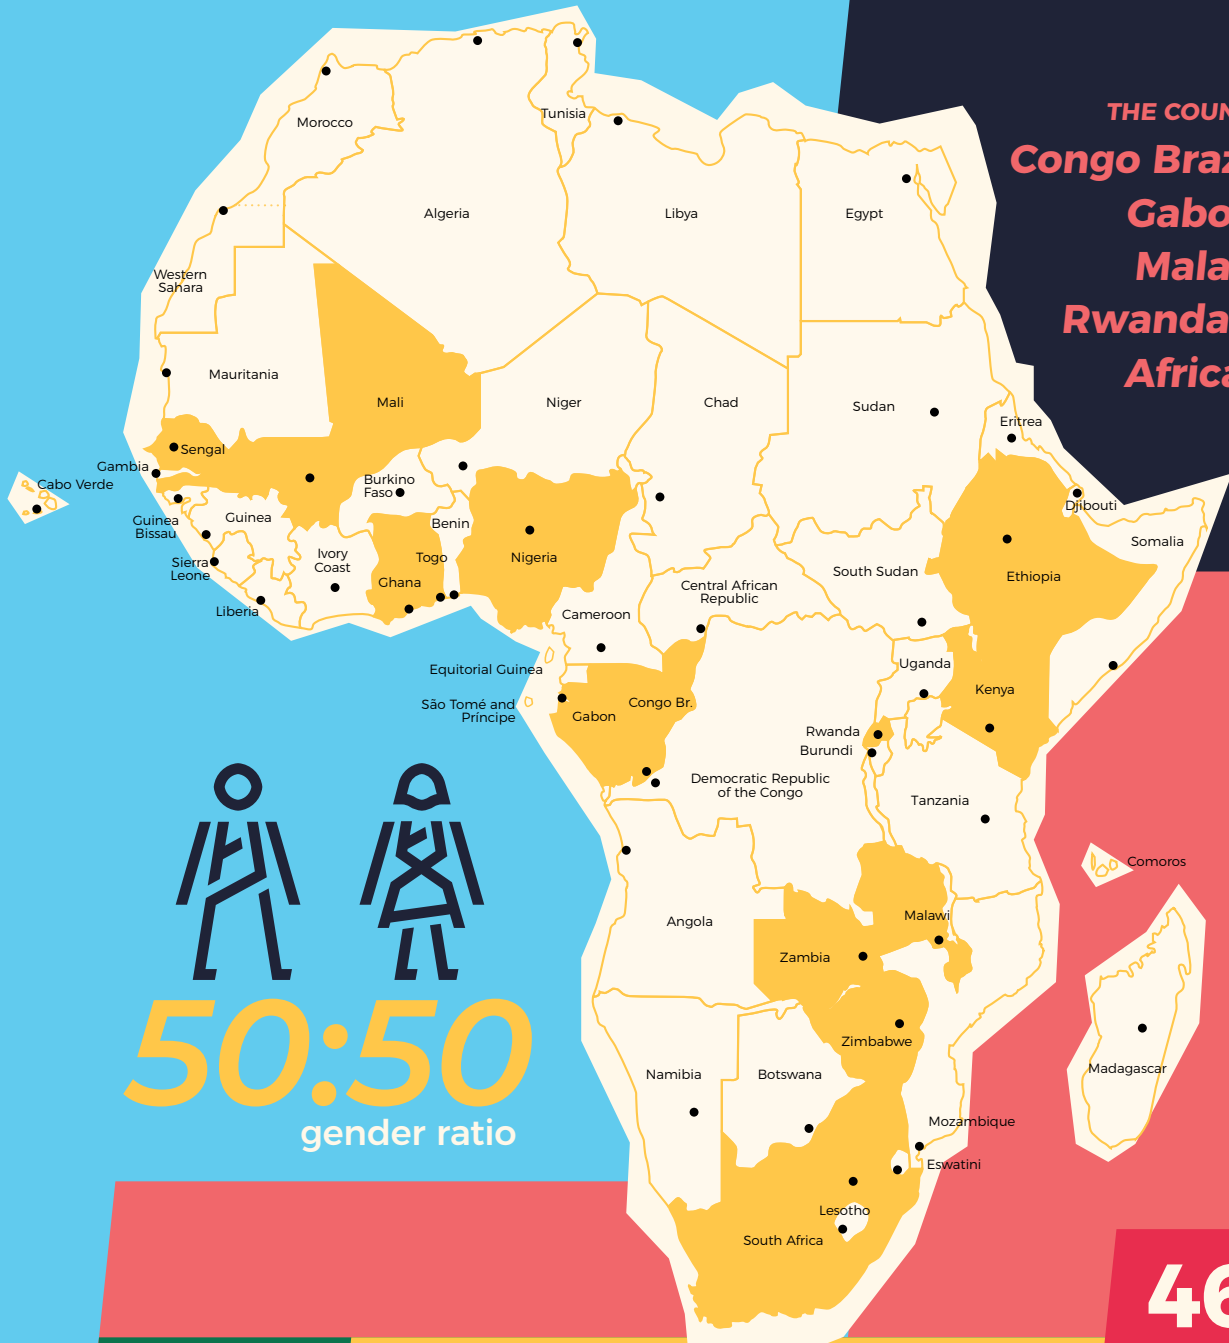 THE COUN
Congo Braz
Gabo
Mala
Rwanda
Africa
Tunisia
Morocco
Algeria
Libya
Egypt
Western
Sahara
Mauritania
Mali
Niger
Chad
Sudan
Eritrea
Sengal
Gambia
Cabo Verde
Burkino
Faso
Djibouti
Guinea
Bissau
Guinea
Benin
Somalia
Sierra
Leone
Ivory
Coast
Togo
Nigeria
Ghana
South Sudan
Ethiopia
Central African
Republic
Liberia
Cameroon
Equitorial Guinea
Uganda
Kenya
São Tomé and
Príncipe
Gabon
Congo Br.
Rwanda
Burundi
Democratic Republic
of the Congo
Tanzania
Comoros
Angola
Malawi
Zambia
Zimbabwe
Madagascar
Namibia
Botswana
Mozambique
Eswatini
Lesotho
South Africa
50:50
gender ratio
46